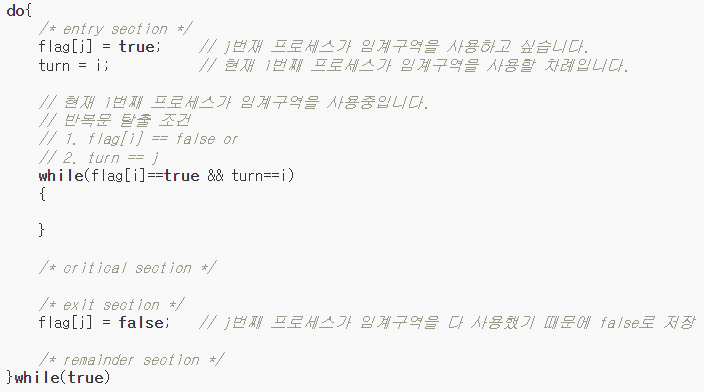 do{
/* entry section */
flag[j] = true; // j번재 프로세스가 임계구역을 사용하고 싶습니다.
turn = i; // 현재 i번째 프로세스가 임계구역을 사용할 차례입니다.
// 현재 i번째 프로세스가 임계구역을 사용중입니다.
// 반복문 탈출 조건
// 1. flag[i] == false or
// 2. turn == j
while(flag[i]==true && turn==i)
{
}
/* critical section */
/* exit section */
flag[j] = false; // j번째 프로세스가 임계구역을 다 사용했기 때문에 false로 저장
/* remainder section */
}while(true)